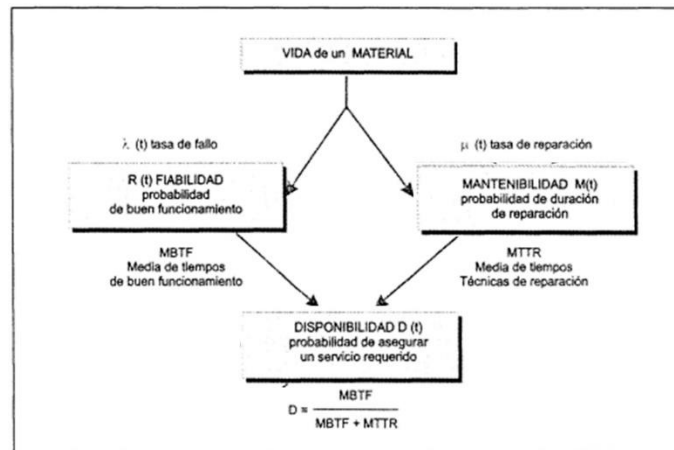 VIDA de un MATERIAL
λ (t) tasa de fallo
μ (t) tasa de reparación
R (t) FIABILIDAD
probabilidad
de buen funcionamiento
MANTENIBILIDAD M(t)
probabilidad de duración
de reparación
MBTF
Media de tiempos
de buen funcionamiento
MTTR
Media de tiempos
Técnicas de reparación
DISPONIBILIDAD D (t)
probabilidad de asegurar
un servicio requerido
y
D = MBTF
MBTF + MTTR